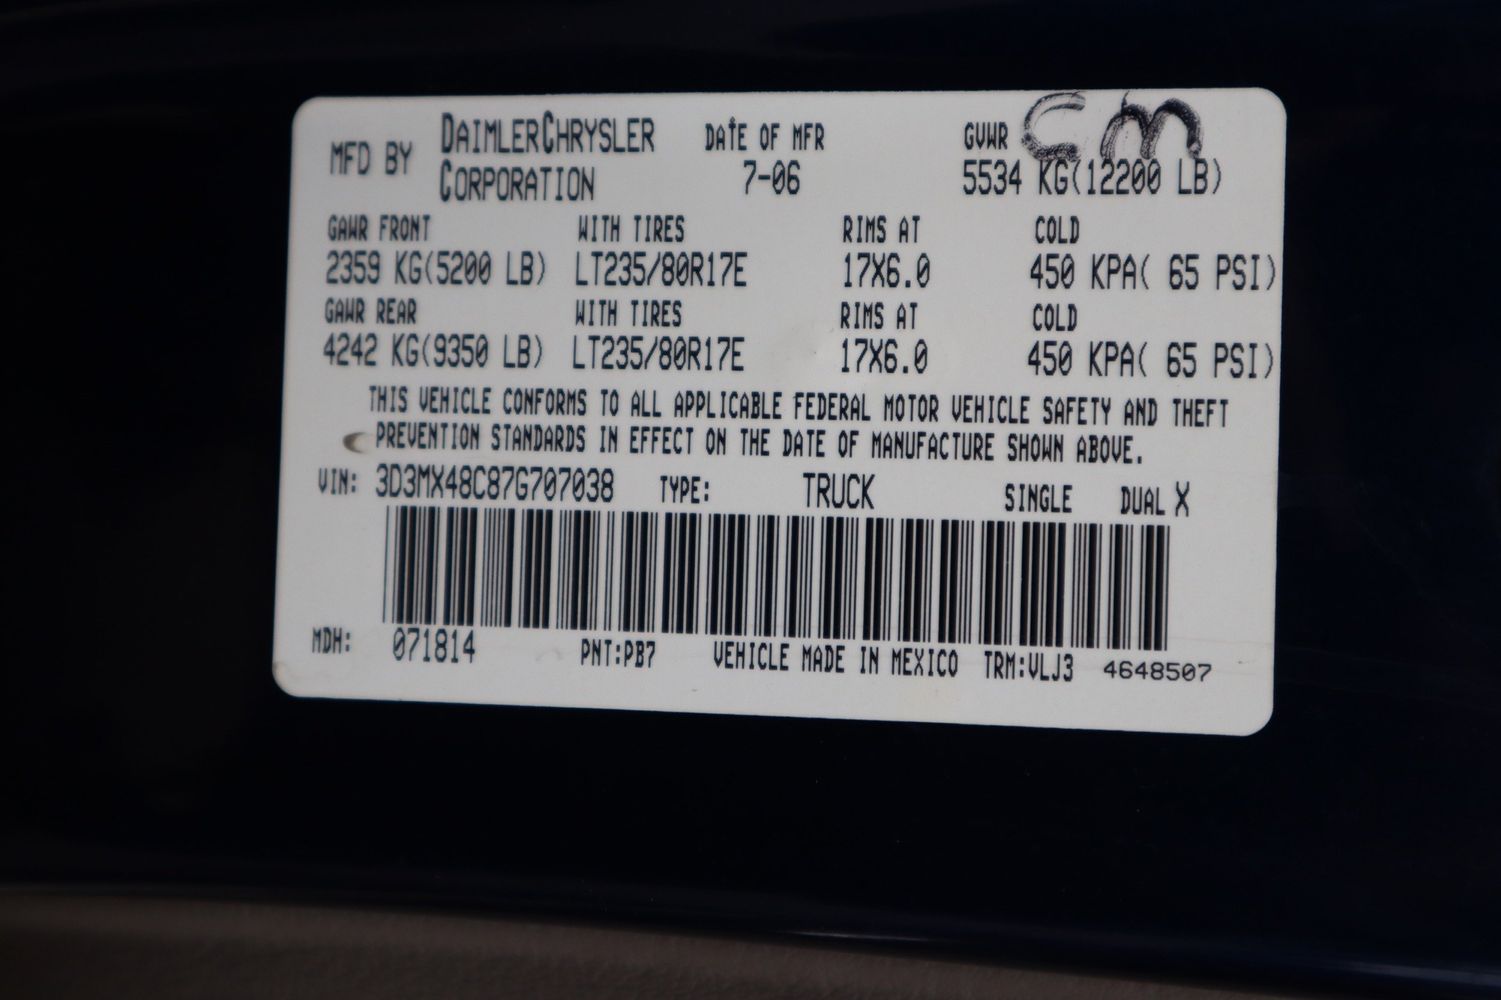 MFD BY DAIMLERCHRYSLER CORPORATION DATE OF MFR 7-06 GVWR CM 5534 KG(12200 LB)
GAWR FRONT WITH TIRES RIMS AT COLD
2359 KG(5200 LB) LT235/80R17E 17X6.0 450 KPA( 65 PSI)
GAWR REAR WITH TIRES RIMS AT COLD
4242 KG(9350 LB) LT235/80R17E 17X6.0 450 KPA( 65 PSI)
THIS VEHICLE CONFORMS TO ALL APPLICABLE FEDERAL MOTOR VEHICLE SAFETY AND THEFT
PREVENTION STANDARDS IN EFFECT ON THE DATE OF MANUFACTURE SHOWN ABOVE.
VIN: 3D3MX48C87G707038 TYPE: TRUCK SINGLE DUAL X
MDH: 071814 PNT:PB7 VEHICLE MADE IN MEXICO TRM:VLJ3 4648507